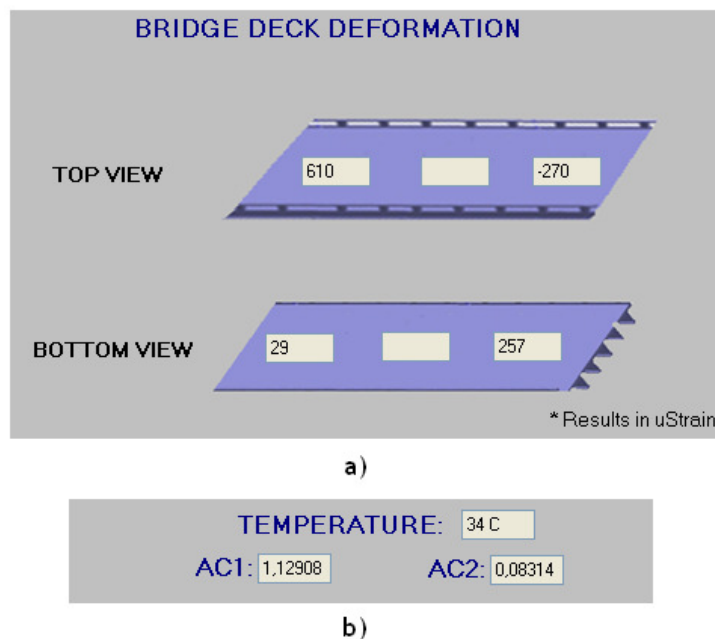 BRIDGE DECK DEFORMATION
TOP VIEW
610
-270
BOTTOM VIEW
29
257
* Results in uStrain
a)
TEMPERATURE: 34 C
AC1: 1,12908 AC2: 0,08314
b)